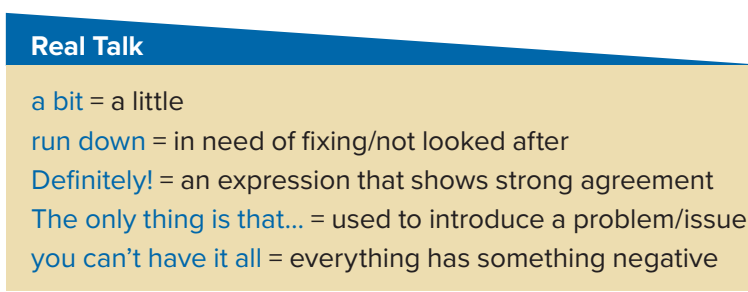 Real Talk
a bit = a little
run down = in need of fixing/not looked after
Definitely! = an expression that shows strong agreement
The only thing is that... = used to introduce a problem/issue
you can’t have it all = everything has something negative